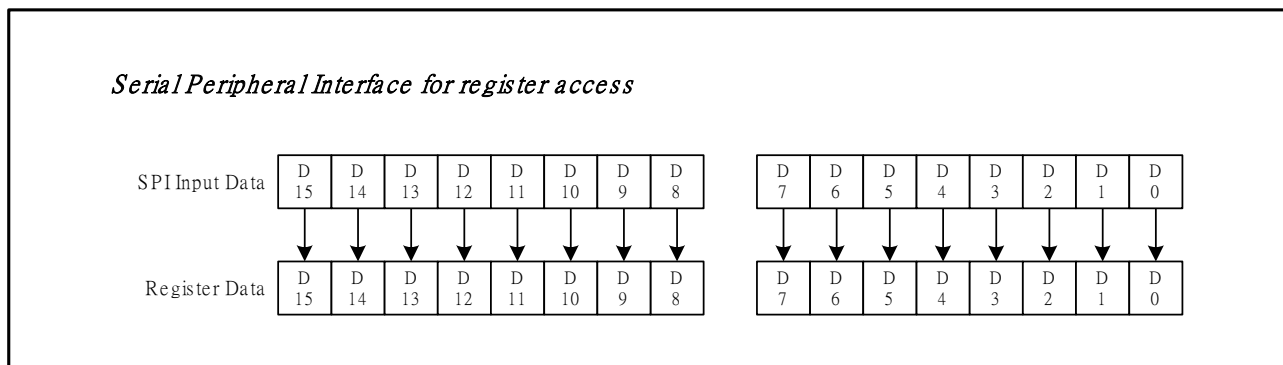 Serial Peripheral Interface for register access
SPI Input Data
D 15 D 14 D 13 D 12 D 11 D 10 D 9 D 8 D 7 D 6 D 5 D 4 D 3 D 2 D 1 D 0
Register Data
D 15 D 14 D 13 D 12 D 11 D 10 D 9 D 8 D 7 D 6 D 5 D 4 D 3 D 2 D 1 D 0